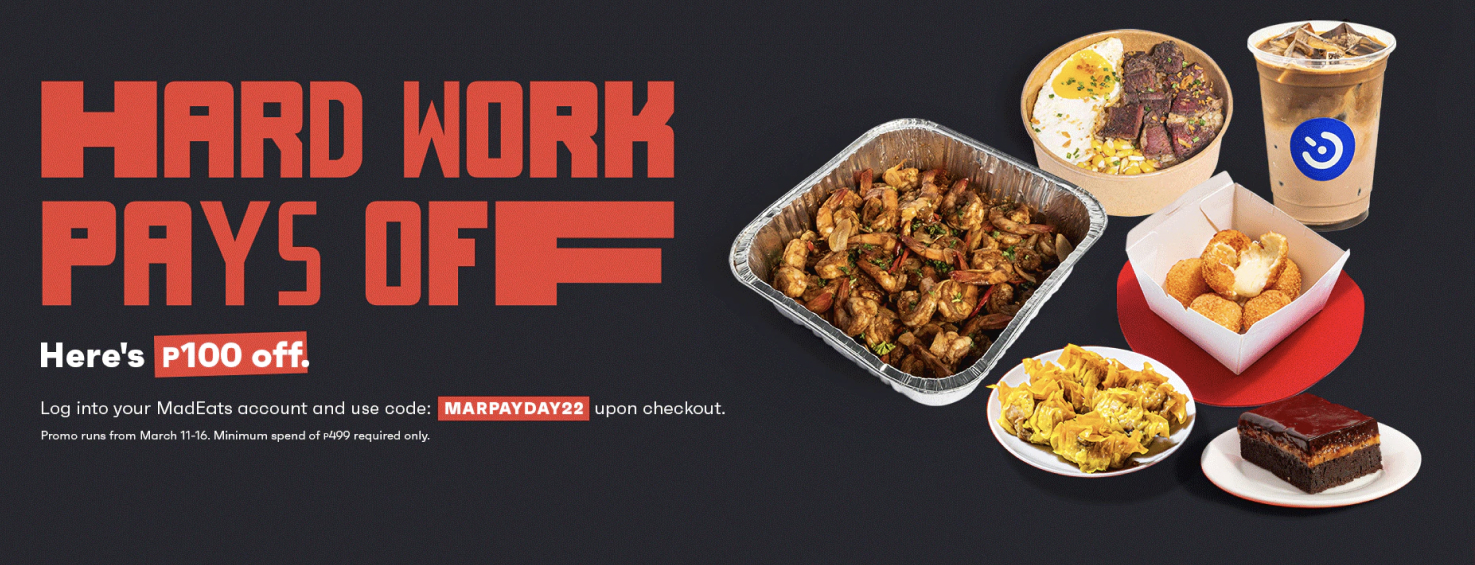 HARD WORK
PAYS OFF
Here's P100 off.
Log into your MadEats account and use code: MARPAYDAY22 upon checkout.
Promo runs from March 11-16. Minimum spend of P499 required only.